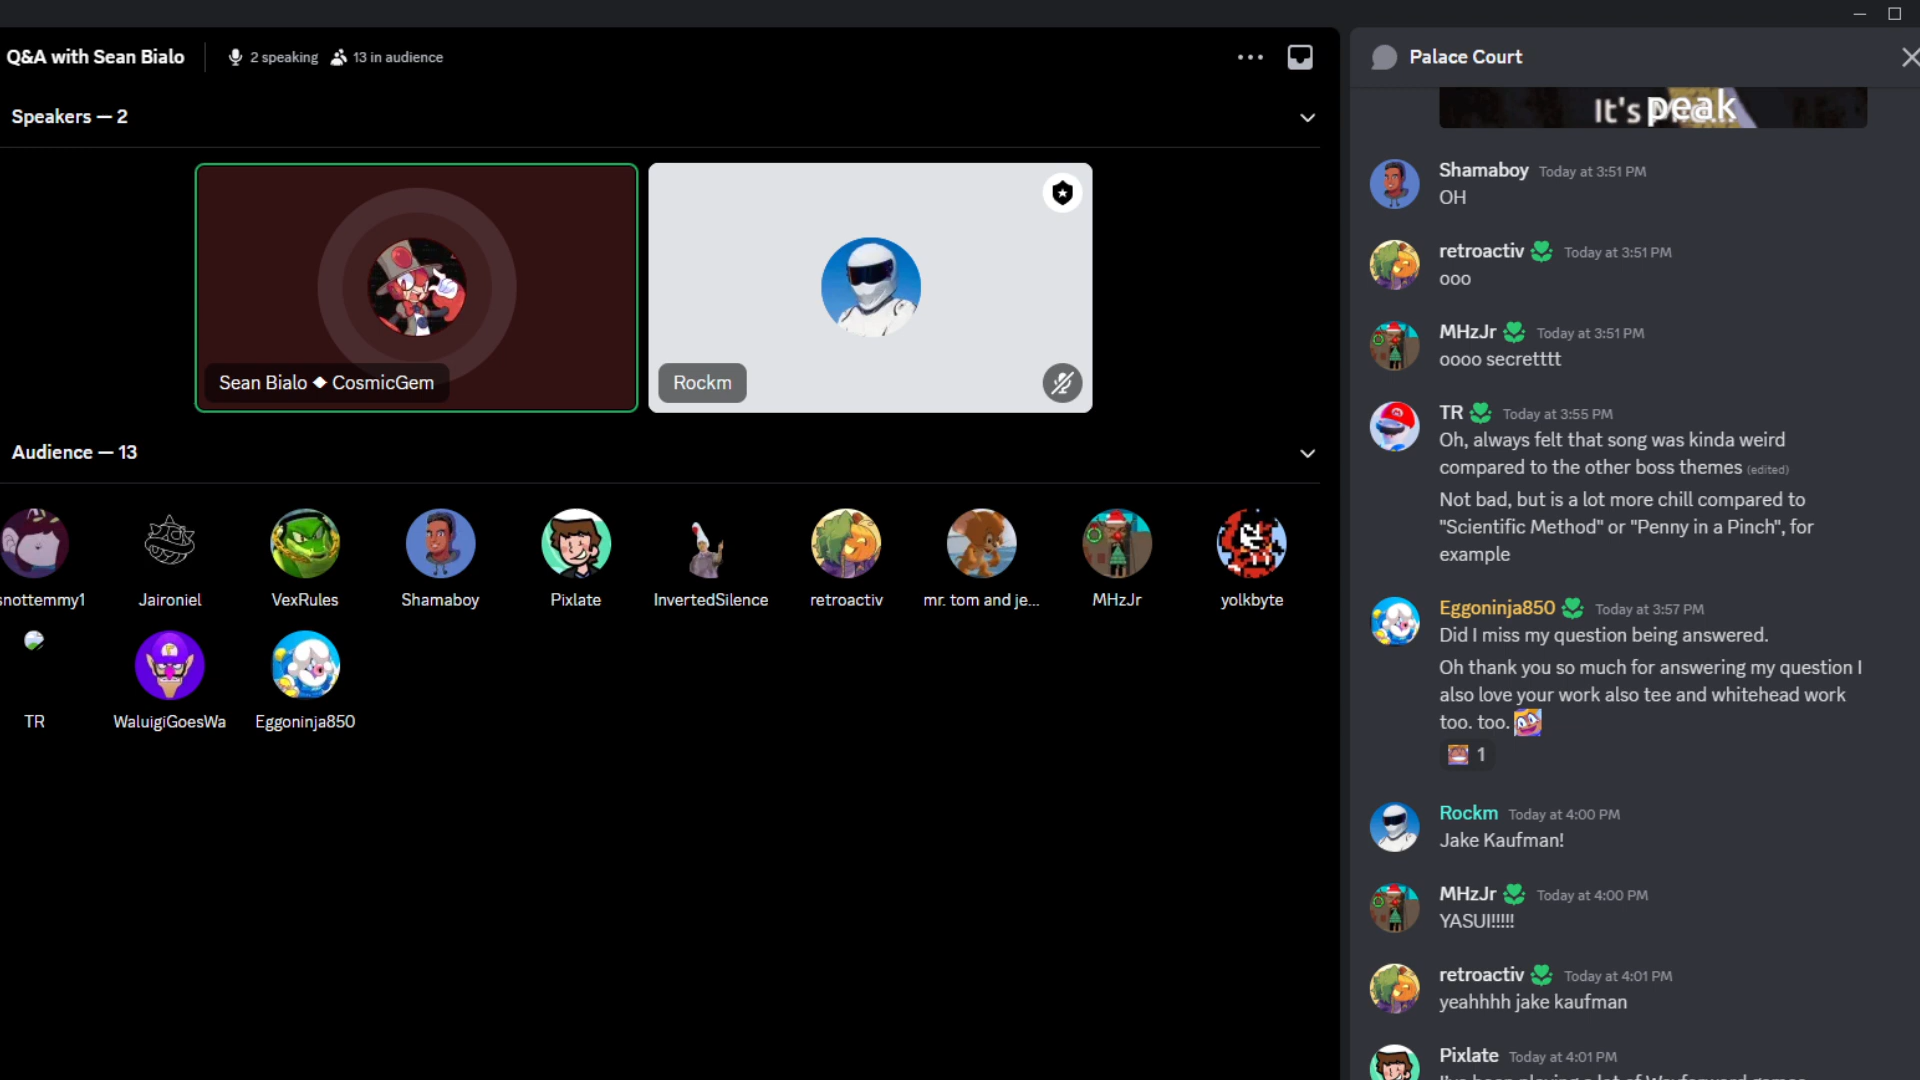 Q&A with Sean Bialo
2 speaking
13 in audience
Speakers — 2
Sean Bialo ◆ CosmicGem
Rockm
Audience — 13
snottemmy1
Jaironiel
VexRules
Shamaboy
Pixlate
InvertedSilence
retroactiv
mr. tom and je...
MHzJr
yolkbyte
TR
WaluigiGoesWa
Eggoninja850
Palace Court
It's peak
Shamaboy Today at 3:51 PM
OH
retroactiv Today at 3:51 PM
ooo
MHzJr Today at 3:51 PM
oooo secretttt
TR Today at 3:55 PM
Oh, always felt that song was kinda weird
compared to the other boss themes (edited)
Not bad, but is a lot more chill compared to
"Scientific Method" or "Penny in a Pinch", for
example
Eggoninja850 Today at 3:57 PM
Did I miss my question being answered.
Oh thank you so much for answering my question I
also love your work also tee and whitehead work
too. too.
1
Rockm Today at 4:00 PM
Jake Kaufman!
MHzJr Today at 4:00 PM
YASUI!!!!!
retroactiv Today at 4:01 PM
yeahhhh jake kaufman
Pixlate Today at 4:01 PM
I've been playing a lot of Wayforward games